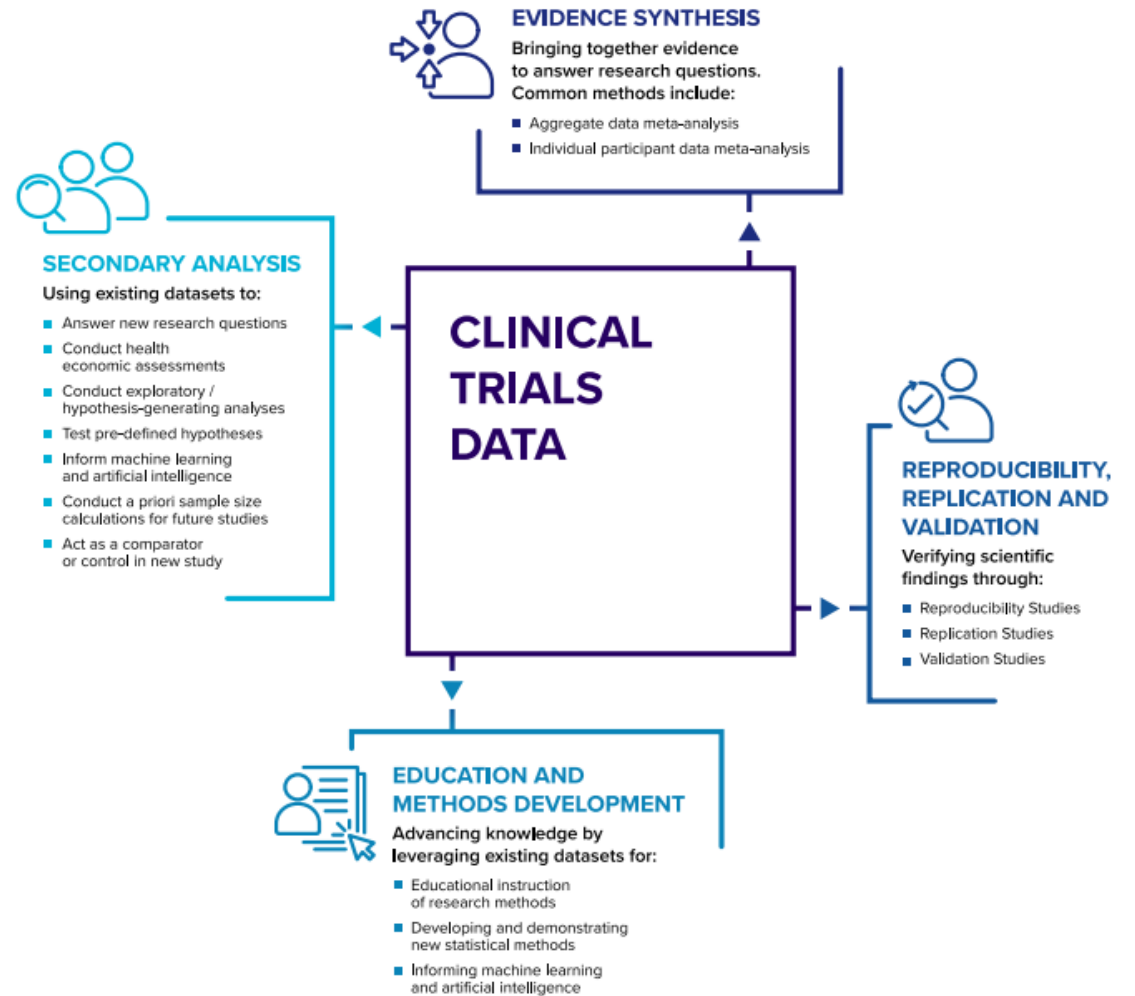 EVIDENCE SYNTHESIS
Bringing together evidence
to answer research questions.
Common methods include:
Aggregate data meta-analysis
Individual participant data meta-analysis
SECONDARY ANALYSIS
Using existing datasets to:
Answer new research questions
Conduct health
economic assessments
Conduct exploratory /
hypothesis-generating analyses
Test pre-defined hypotheses
Inform machine learning
and artificial intelligence
Conduct a priori sample size
calculations for future studies
Act as a comparator
or control in new study
CLINICAL
TRIALS
DATA
REPRODUCIBILITY,
REPLICATION AND
VALIDATION
Verifying scientific
findings through:
Reproducibility Studies
Replication Studies
Validation Studies
EDUCATION AND
METHODS DEVELOPMENT
Advancing knowledge by
leveraging existing datasets for:
Educational instruction
of research methods
Developing and demonstrating
new statistical methods
Informing machine learning
and artificial intelligence